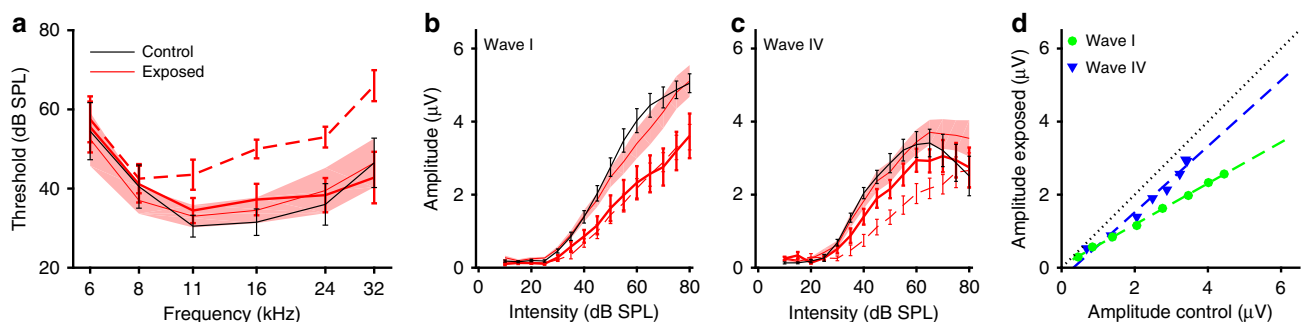 a
Threshold
(dB SPL)
80
60
40
20
Control
Exposed
6 8 11 16 24 32
Frequency (kHz)
b
Wave I
Amplitude (μV)
6
4
2
0
0 20 40 60 80
Intensity (dB SPL)
c
Wave IV
6
4
2
0
0 20 40 60 80
Intensity (dB SPL)
d
Wave I
Wave IV
Amplitude exposed
(μV)
6
4
2
0
0 2 4 6
Amplitude control
(μV)